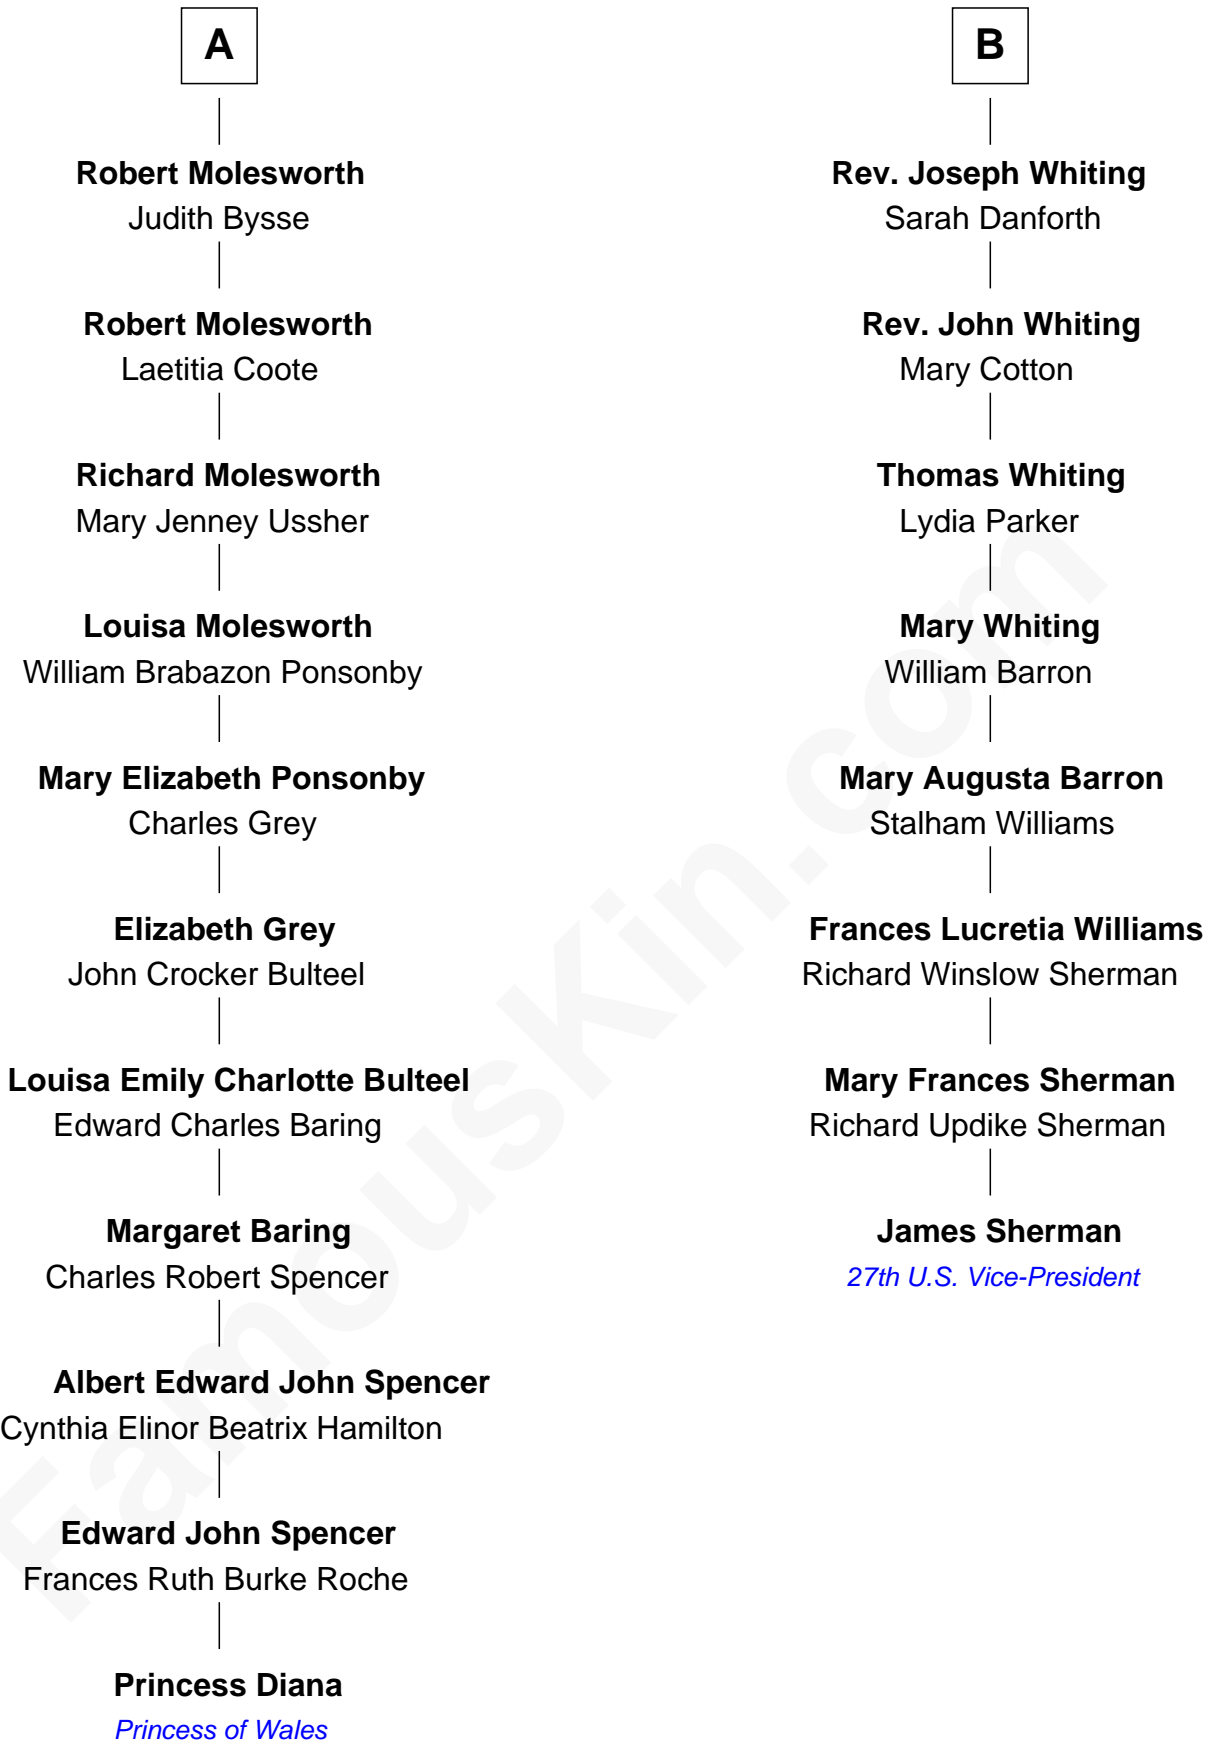 A
Robert Molesworth
Judith Bysse
Robert Molesworth
Laetitia Coote
Richard Molesworth
Mary Jenney Ussher
Louisa Molesworth
William Brabazon Ponsonby
Mary Elizabeth Ponsonby
Charles Grey
Elizabeth Grey
John Crocker Bulteel
Louisa Emily Charlotte Bulteel
Edward Charles Baring
Margaret Baring
Charles Robert Spencer
Albert Edward John Spencer
Cynthia Elinor Beatrix Hamilton
Edward John Spencer
Frances Ruth Burke Roche
Princess Diana
Princess of Wales
B
Rev. Joseph Whiting
Sarah Danforth
Rev. John Whiting
Mary Cotton
Thomas Whiting
Lydia Parker
Mary Whiting
William Barron
Mary Augusta Barron
Stalham Williams
Frances Lucretia Williams
Richard Winslow Sherman
Mary Frances Sherman
Richard Updike Sherman
James Sherman
27th U.S. Vice-President
FamousKin.com